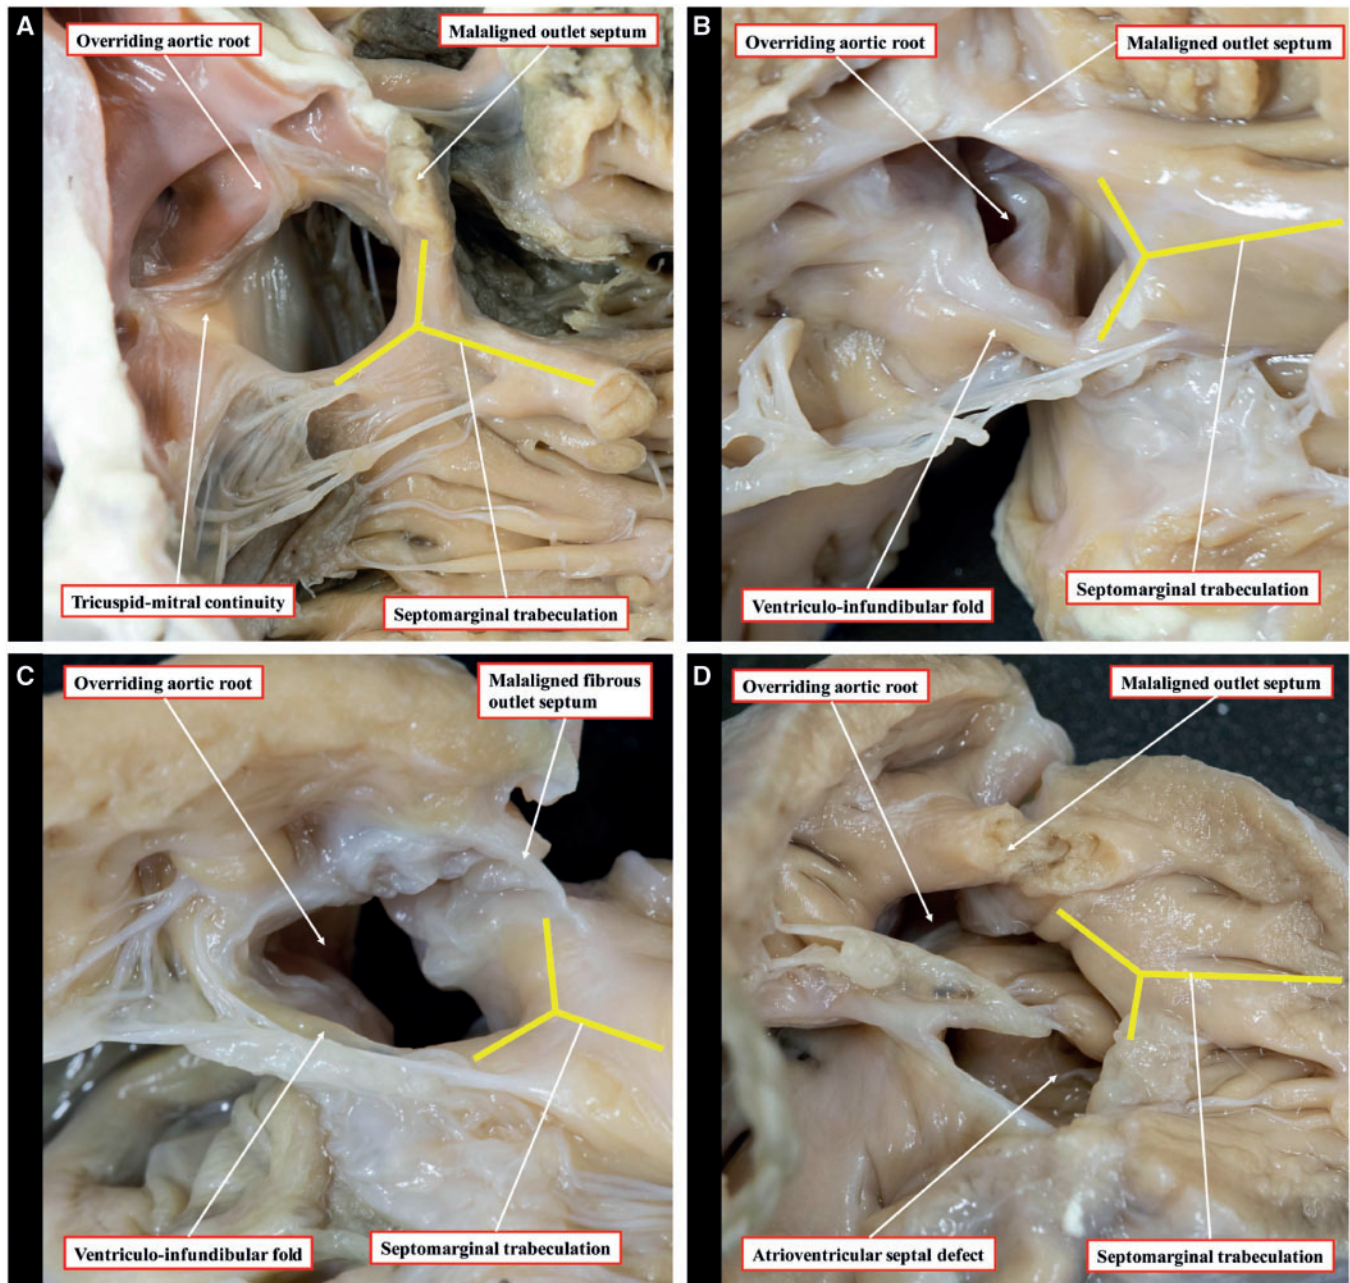 A
Overriding aortic root
Malaligned outlet septum
Tricuspid-mitral continuity
Septomarginal trabeculation
B
Overriding aortic root
Malaligned outlet septum
Ventriculo-infundibular fold
Septomarginal trabeculation
C
Overriding aortic root
Malaligned fibrous
outlet septum
Ventriculo-infundibular fold
Septomarginal trabeculation
D
Overriding aortic root
Malaligned outlet septum
Atrioventricular septal defect
Septomarginal trabeculation